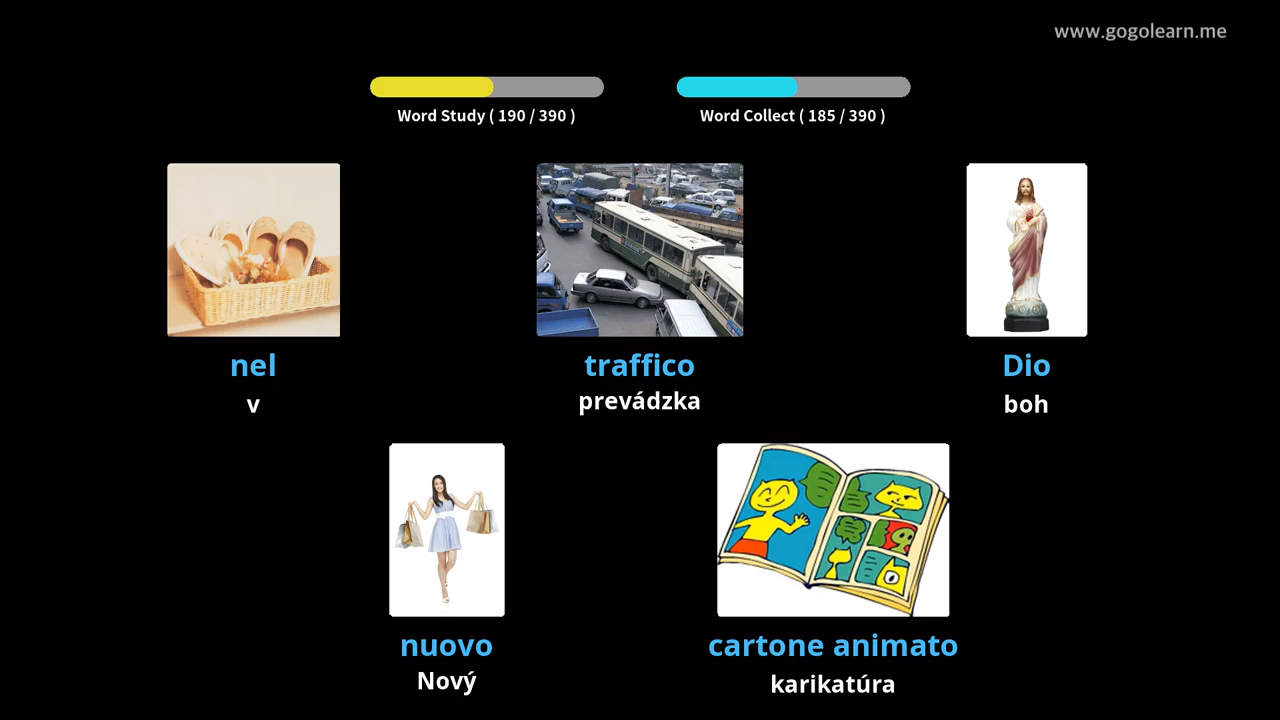 www.gogolearn.me
Word Study ( 190 / 390 )
Word Collect ( 185 / 390 )
nel
v
traffico
prevádzka
Dio
boh
nuovo
Nový
cartone animato
karikatúra